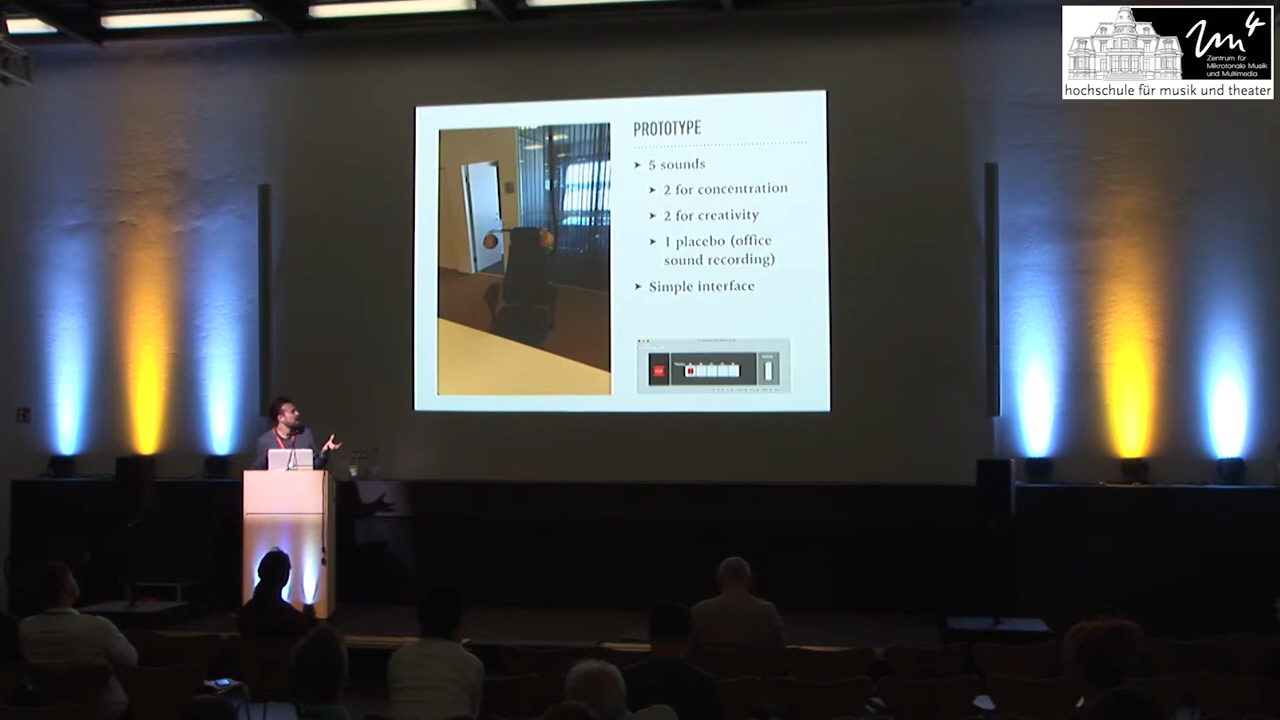 m4
Zentrum für
Mikrotonale Musik
und Multimedia
hochschule für musik und theater
PROTOTYPE
➤ 5 sounds
➤ 2 for concentration
➤ 2 for creativity
➤ 1 placebo (office
sound recording)
➤ Simple interface